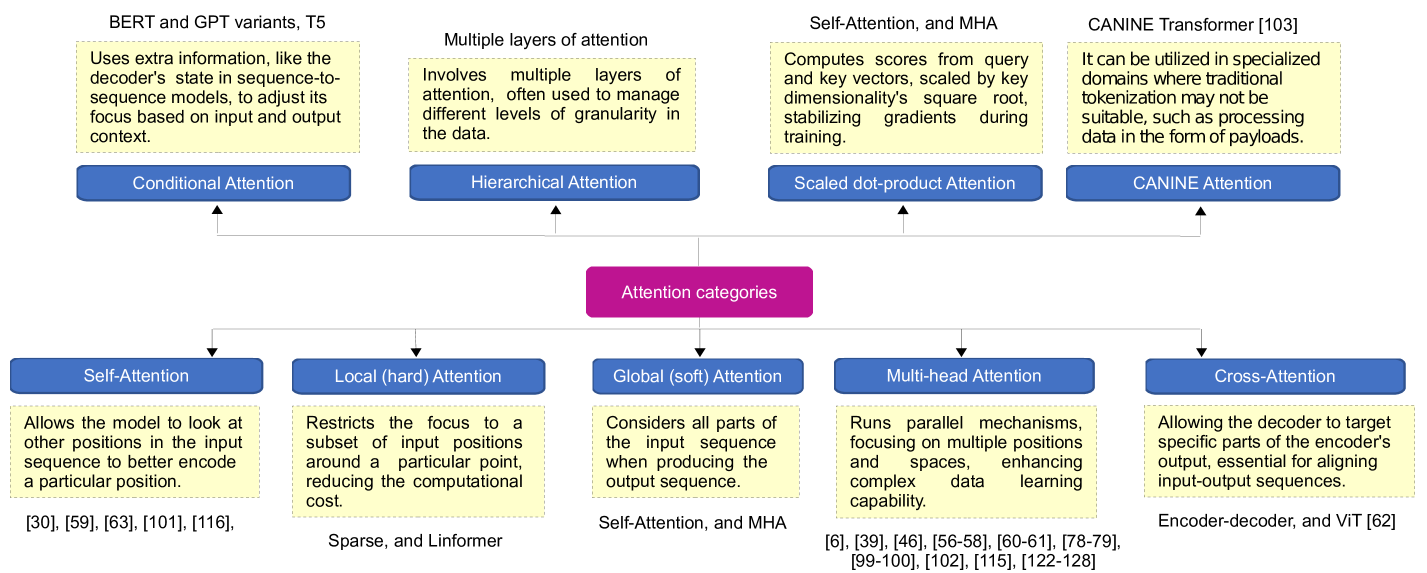 BERT and GPT variants, T5
Uses extra information, like the
decoder's state in sequence-to-
sequence models, to adjust its
focus based on input and output
context.
Conditional Attention
Multiple layers of attention
Involves multiple layers of
attention, often used to manage
different levels of granularity in
the data.
Hierarchical Attention
Self-Attention, and MHA
Computes scores from query
and key vectors, scaled by key
dimensionality's square root,
stabilizing gradients during
training.
Scaled dot-product Attention
CANINE Transformer [103]
It can be utilized in specialized
domains where traditional
tokenization may not be
suitable, such as processing
data in the form of payloads.
CANINE Attention
Attention categories
Self-Attention
Allows the model to look at
other positions in the input
sequence to better encode
a particular position.
[30], [59], [63], [101], [116],
Local (hard) Attention
Restricts the focus to a
subset of input positions
around a particular point,
reducing the computational
cost.
Sparse, and Linformer
Global (soft) Attention
Considers all parts of
the input sequence
when producing the
output sequence.
Self-Attention, and MHA
Multi-head Attention
Runs parallel mechanisms,
focusing on multiple positions
and spaces, enhancing
complex data learning
capability.
[6], [39], [46], [56-58], [60-61], [78-79],
[99-100], [102], [115], [122-128]
Cross-Attention
Allowing the decoder to target
specific parts of the encoder's
output, essential for aligning
input-output sequences.
Encoder-decoder, and ViT [62]